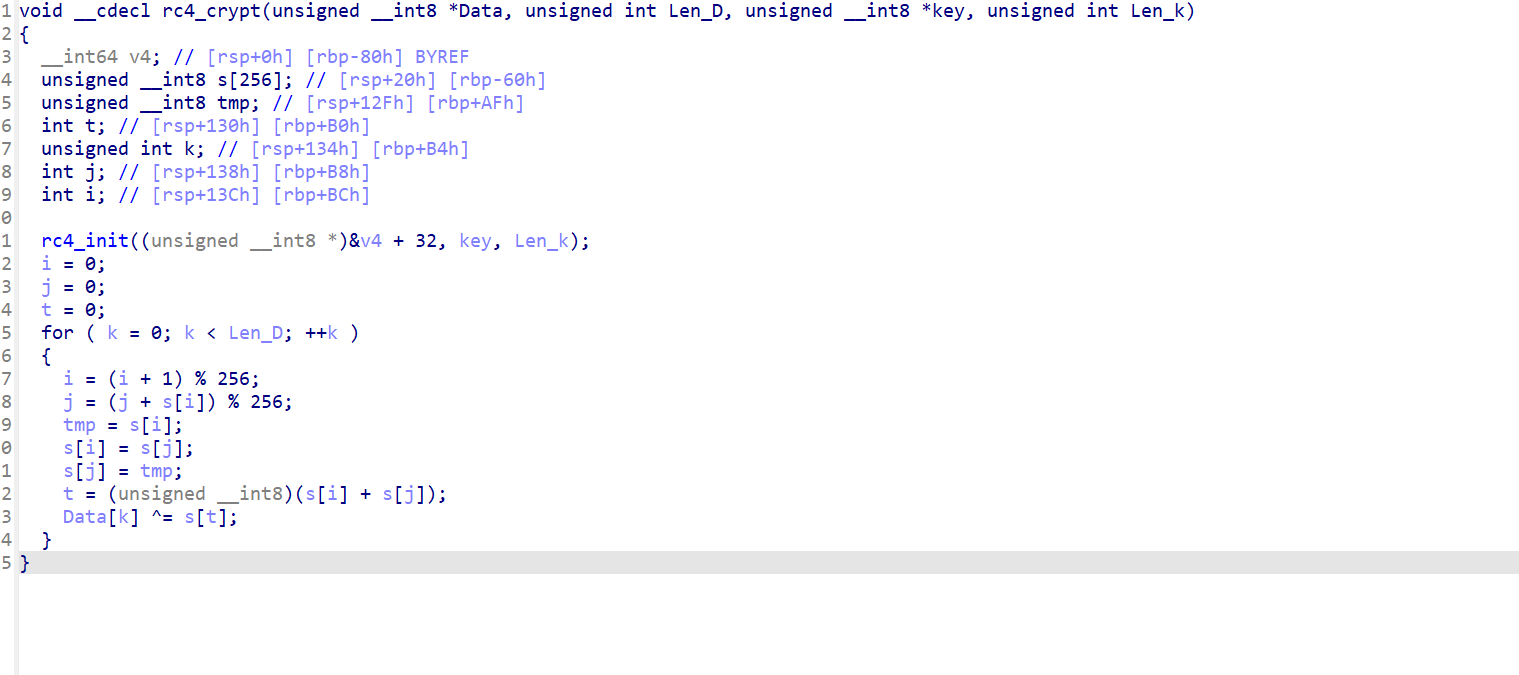 1 void __cdecl rc4_crypt(unsigned __int8 *Data, unsigned int Len_D, unsigned __int8 *key, unsigned int Len_k)
2 {
3   __int64 v4; // [rsp+0h] [rbp-80h] BYREF
4   unsigned __int8 s[256]; // [rsp+20h] [rbp-60h]
5   unsigned __int8 tmp; // [rsp+12Fh] [rbp+AFh]
6   int t; // [rsp+130h] [rbp+B0h]
7   unsigned int k; // [rsp+134h] [rbp+B4h]
8   int j; // [rsp+138h] [rbp+B8h]
9   int i; // [rsp+13Ch] [rbp+BCh]
0
1   rc4_init((unsigned __int8 *)&v4 + 32, key, Len_k);
2   i = 0;
3   j = 0;
4   t = 0;
5   for ( k = 0; k < Len_D; ++k )
6   {
7     i = (i + 1) % 256;
8     j = (j + s[i]) % 256;
9     tmp = s[i];
0     s[i] = s[j];
1     s[j] = tmp;
2     t = (unsigned __int8)(s[i] + s[j]);
3     Data[k] ^= s[t];
4   }
5 }